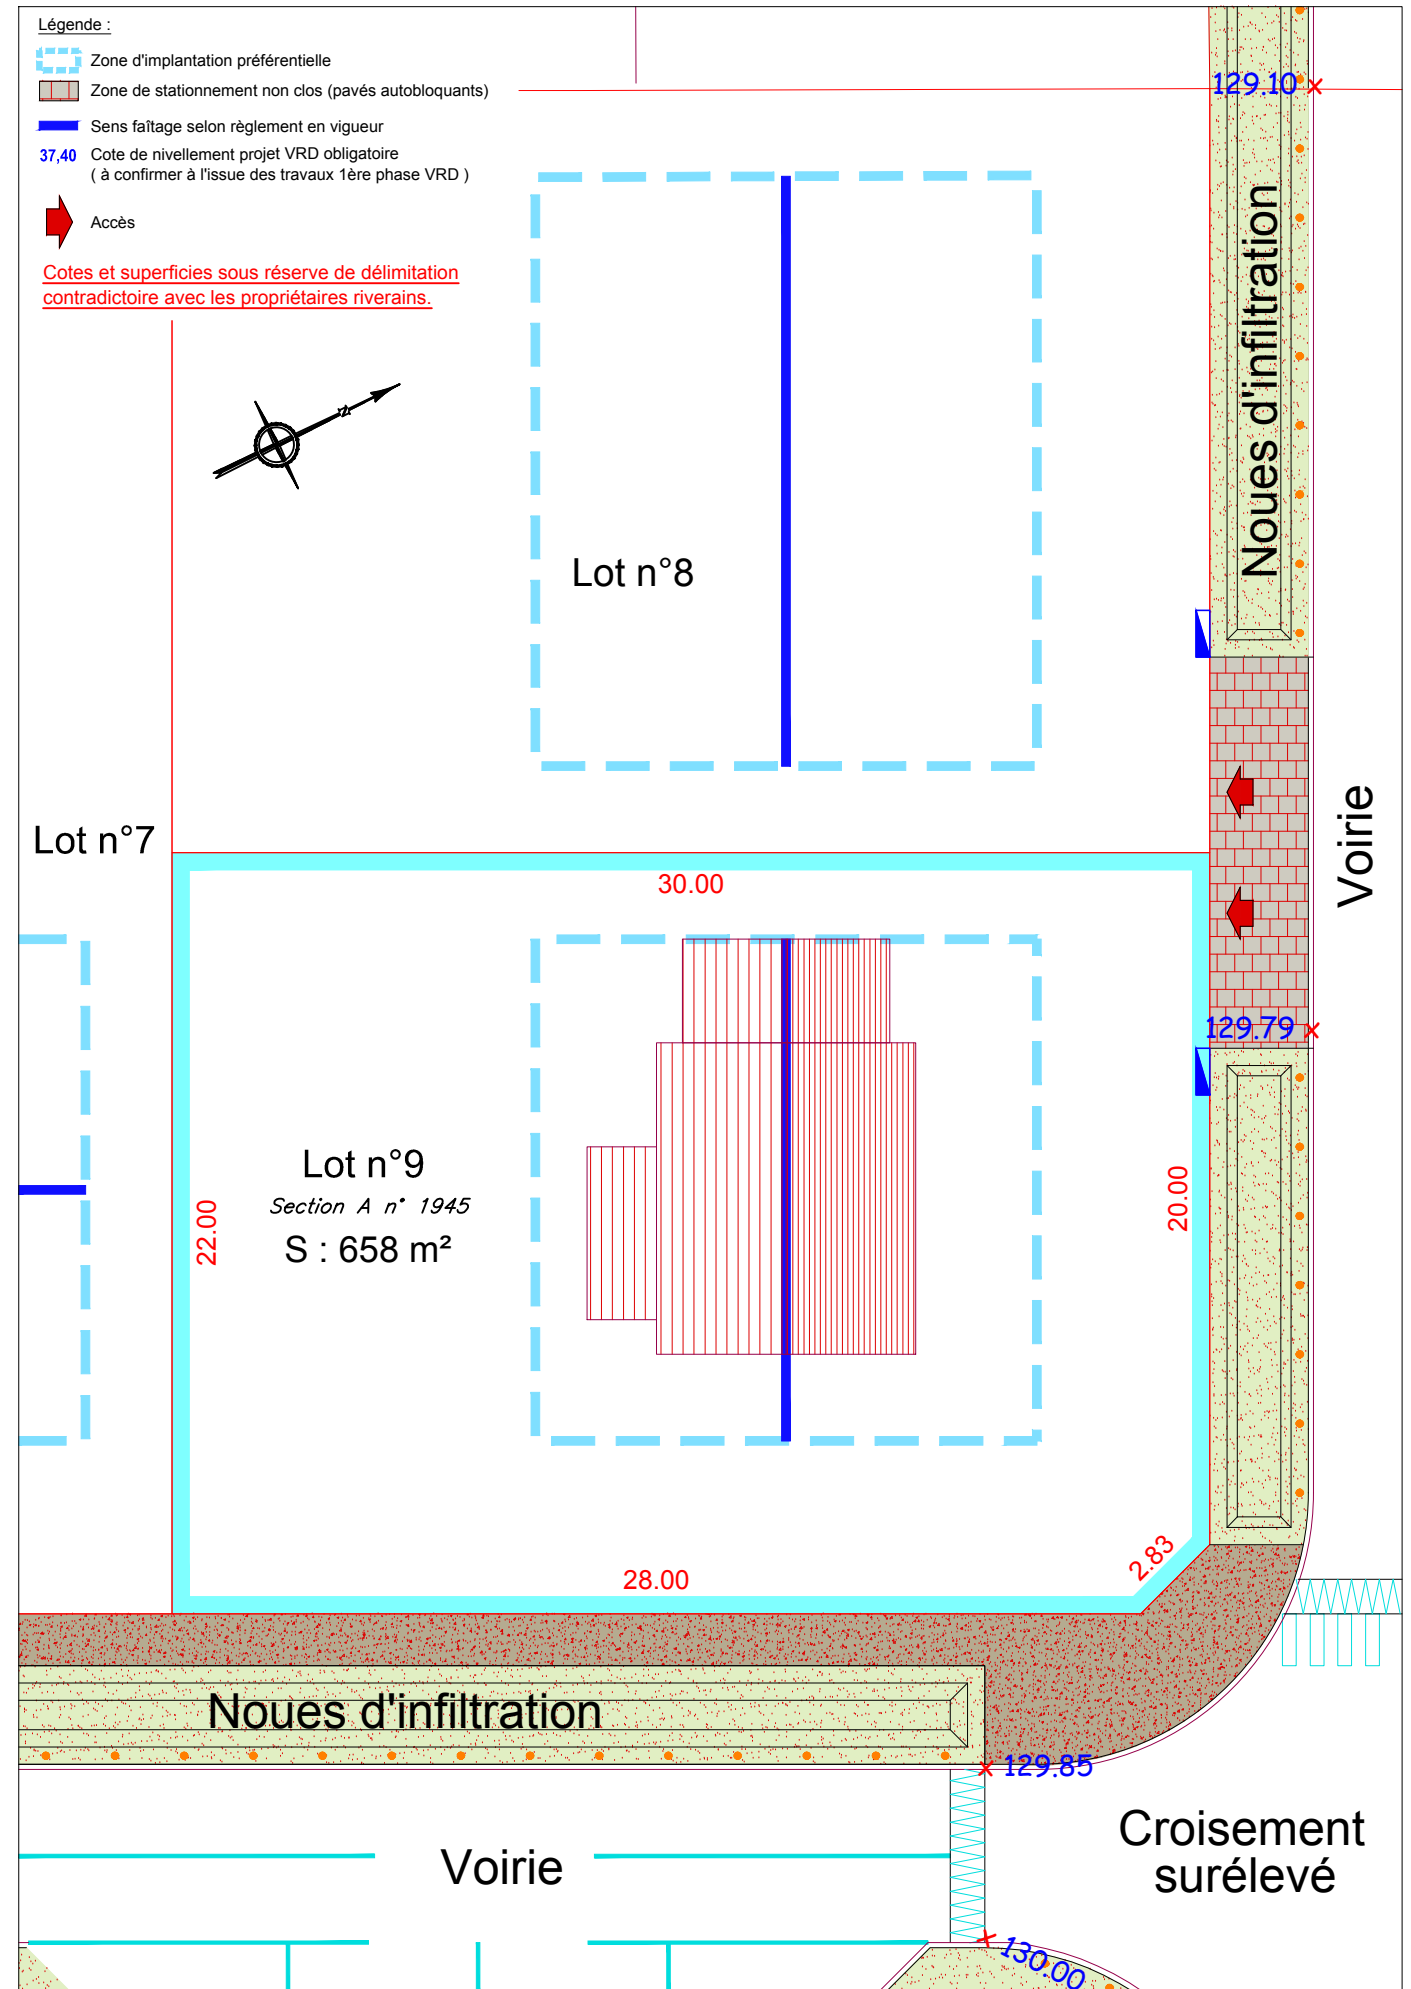 Légende :
Zone d'implantation préférentielle
Zone de stationnement non clos (pavés autobloquants)
Sens faîtage selon règlement en vigueur
37,40 Cote de nivellement projet VRD obligatoire
( à confirmer à l'issue des travaux 1ère phase VRD )
Accès
Cotes et superficies sous réserve de délimitation
contradictoire avec les propriétaires riverains.
129.10
Noues d'infiltration
N
Lot n°8
Voirie
Lot n°7
30.00
129.79
Lot n°9
Section A n° 1945
S : 658 m²
22.00
20.00
2.83
28.00
Noues d'infiltration
129.85
Croisement
surélevé
Voirie
130.00